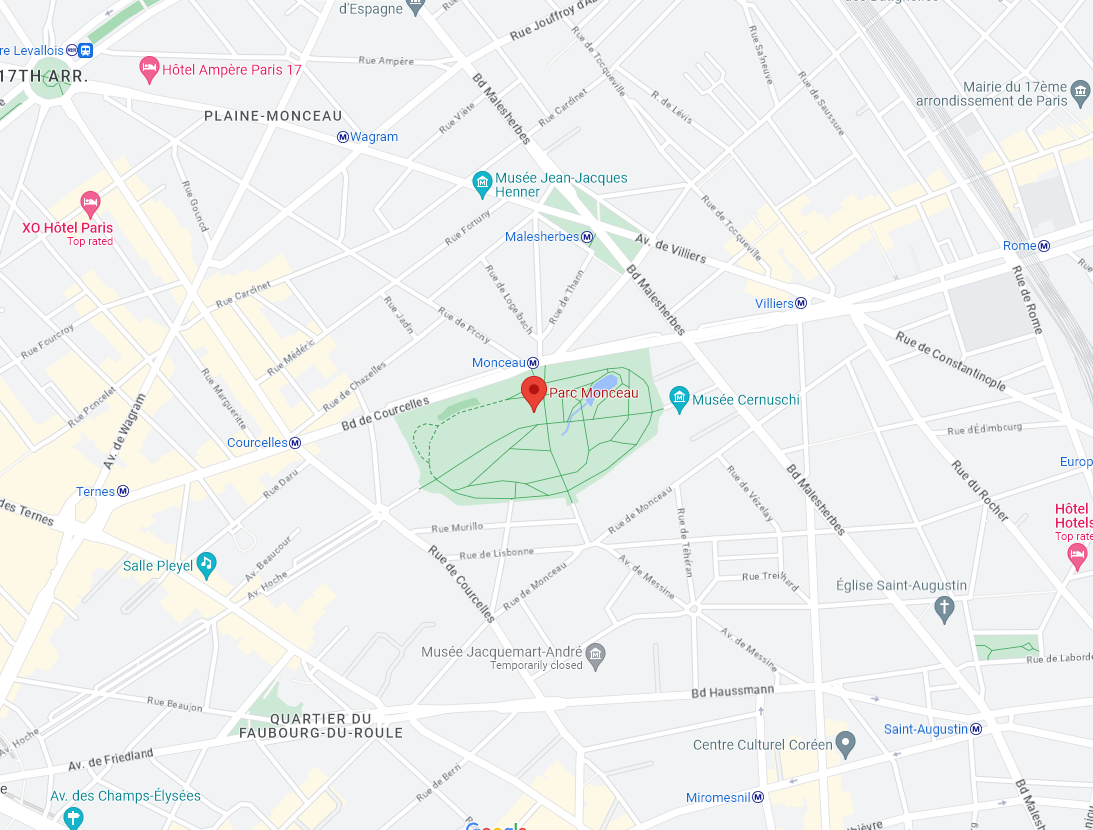 d'Espagne
Rue Jouffroy d'Ab
des Batignolles
re Levallois
Hôtel Ampère Paris 17
17TH ARR.
Rue Ampère
Rue de Tocqueville
Rue Saineuve
Rue de Saussure
Mairie du 17ème
arrondissement de Paris
PLAINE-MONCEAU
Rue Viète
Bd Malesherbes
Rue Cardinet
R. de Lévis
Wagram
Musée Jean-Jacques
Henner
XO Hôtel Paris
Top rated
Rue Gounod
Rue Fortuny
Rue de Tocqueville
Malesherbes
Av. de Villiers
Rome
Rue Cardinet
Rue de Logelbach
Rue de Thann
Bd Malesherbes
Villiers
Rue de Rome
Rue Jadin
Rue de Prony
Rue Fourcroy
Rue Médéric
Monceau
Rue de Constantinople
Rue Poncelet
Rue Margueritte
Rue de Chazelles
Parc Monceau
Musée Cernuschi
Bd de Courcelles
Av. de Wagram
Courcelles
Rue d'Édimbourg
Europ
Ternes
Rue Daru
Rue de Vézelay
Bd Malesherbes
Rue du Rocher
des Ternes
Rue de Monceau
Rue Murillo
Rue de Téhéran
Hôtel
Hotels
Top rate
Salle Pleyel
Av. Beaucour
Av. Hoche
Rue de Lisbonne
Rue de Courcelles
Rue de Monceau
Av. de Messine
Rue Treilhard
Église Saint-Augustin
Musée Jacquemart-André
Temporarily closed
Av. de Messine
Rue de Laborde
Bd Haussmann
Rue Beaujon
QUARTIER DU
FAUBOURG-DU-ROULE
Av. Hoche
Saint-Augustin
Centre Culturel Coréen
Av. de Friedland
Rue de Berri
Av. des Champs-Élysées
Miromesnil
Bd Males
Google